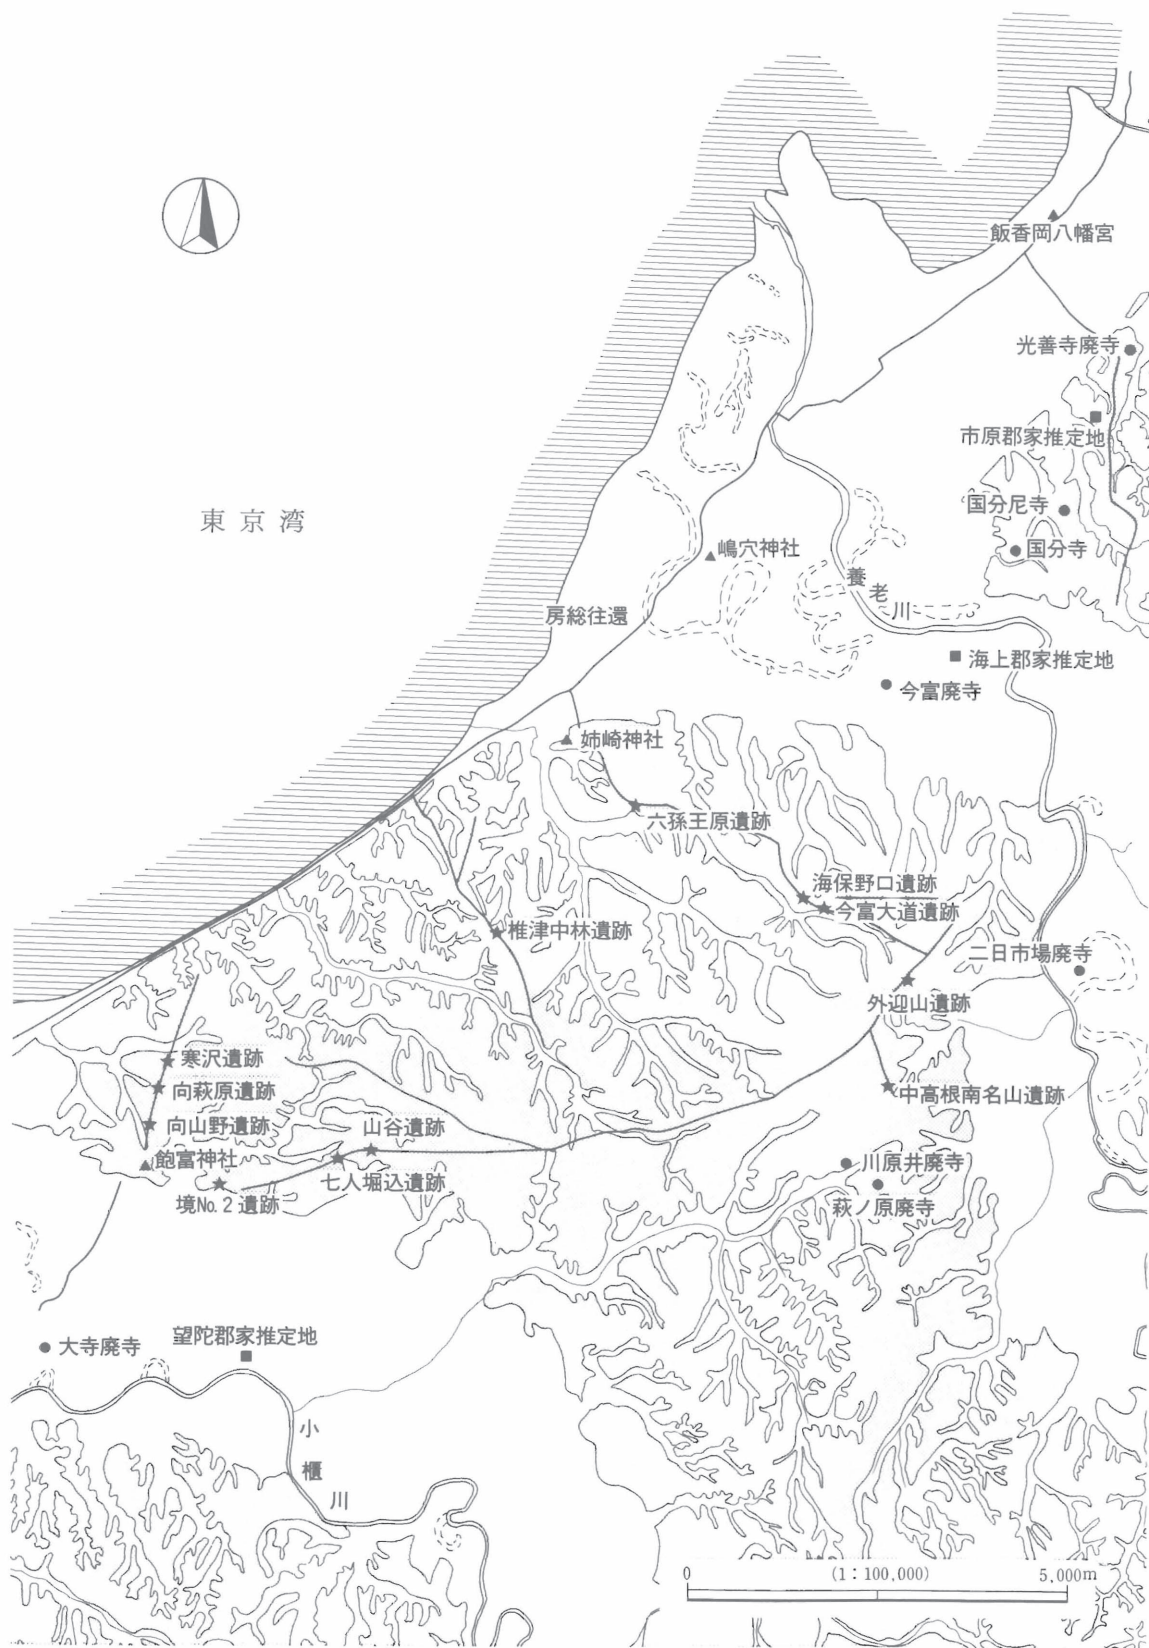 飯香岡八幡宮
光善寺廃寺
市原郡家推定地
国分尼寺
東京湾
嶋穴神社
国分寺
養老川
房総往還
海上郡家推定地
今富廃寺
姉崎神社
六孫王原遺跡
海保野口遺跡
今富大道遺跡
椎津中林遺跡
二日市場廃寺
外迎山遺跡
寒沢遺跡
向萩原遺跡
中高根南名山遺跡
向山野遺跡
山谷遺跡
飽富神社
川原井廃寺
七人堀込遺跡
境No.2遺跡
萩ノ原廃寺
望陀郡家推定地
大寺廃寺
小櫃川
0 (1:100,000) 5,000m